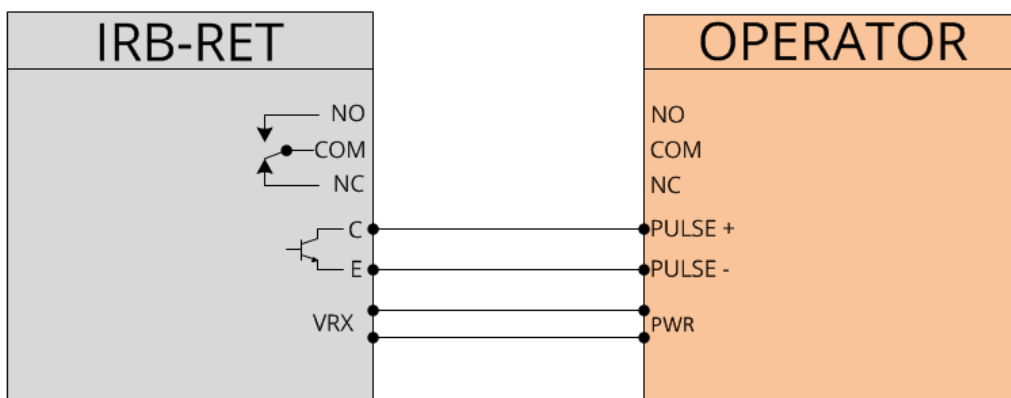 IRB-RET
OPERATOR
NO
COM
NC
C
E
VRX
NO
COM
NC
PULSE +
PULSE -
PWR